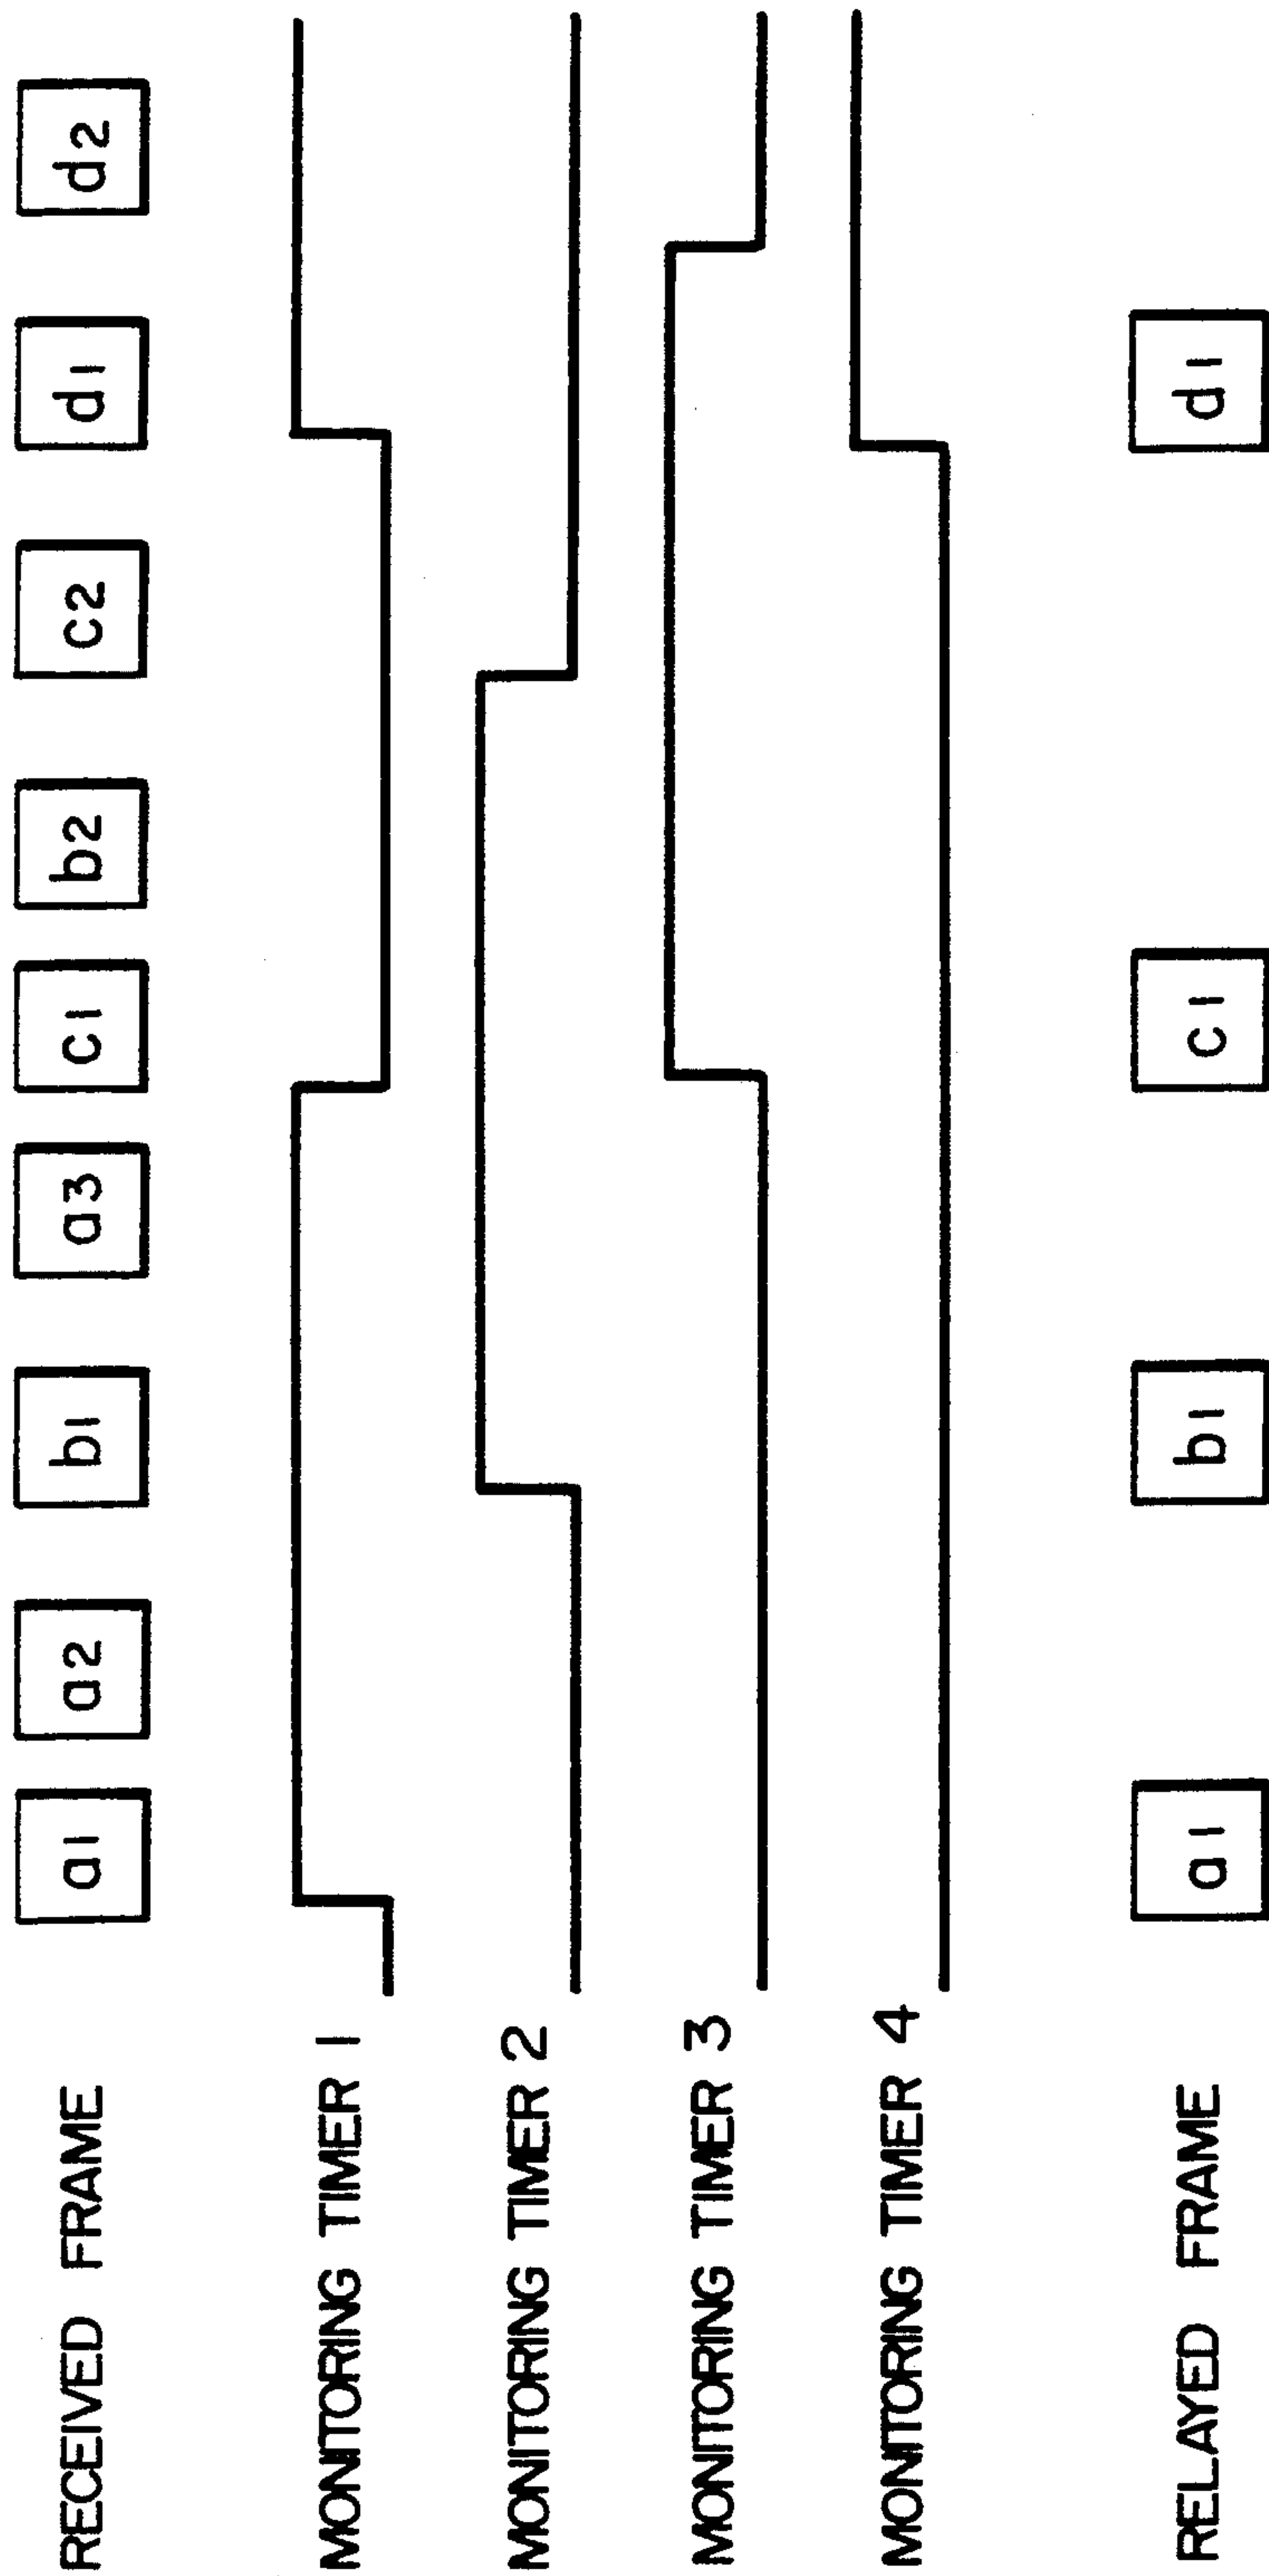 RECEIVED FRAME a1 a2 b1 a3 c1 b2 c2 d1 d2
MONITORING TIMER 1
MONITORING TIMER 2
MONITORING TIMER 3
MONITORING TIMER 4
RELAYED FRAME a1 b1 c1 d1